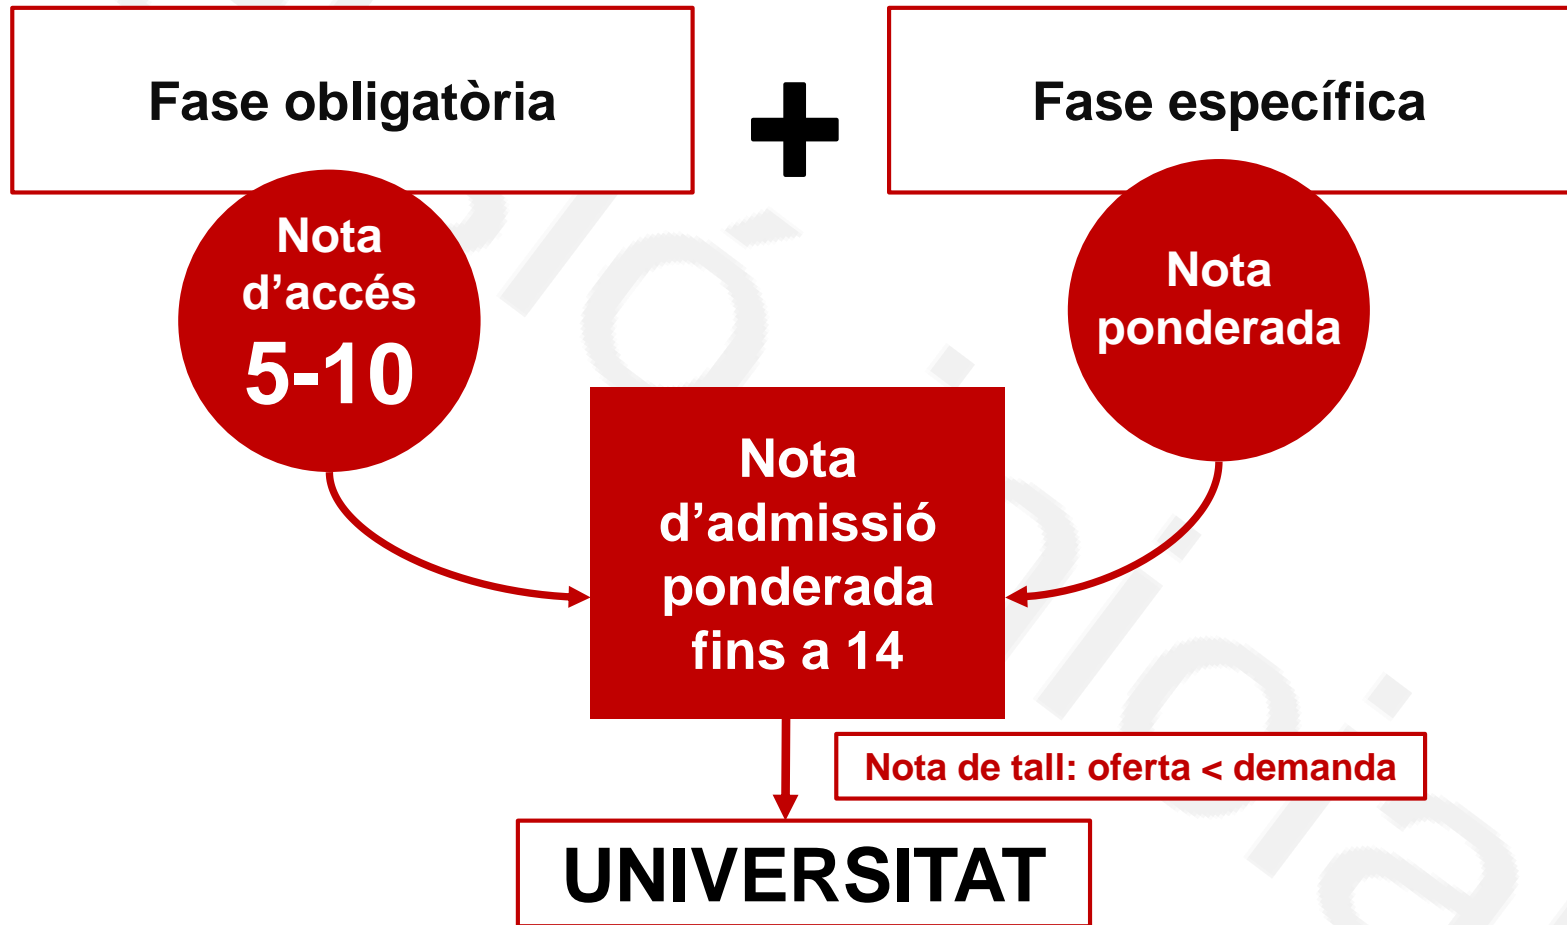 Fase obligatòria
+
Fase específica
Nota
d’accés
5-10
Nota
ponderada
Nota
d’admissió
ponderada
fins a 14
Nota de tall: oferta < demanda
UNIVERSITAT